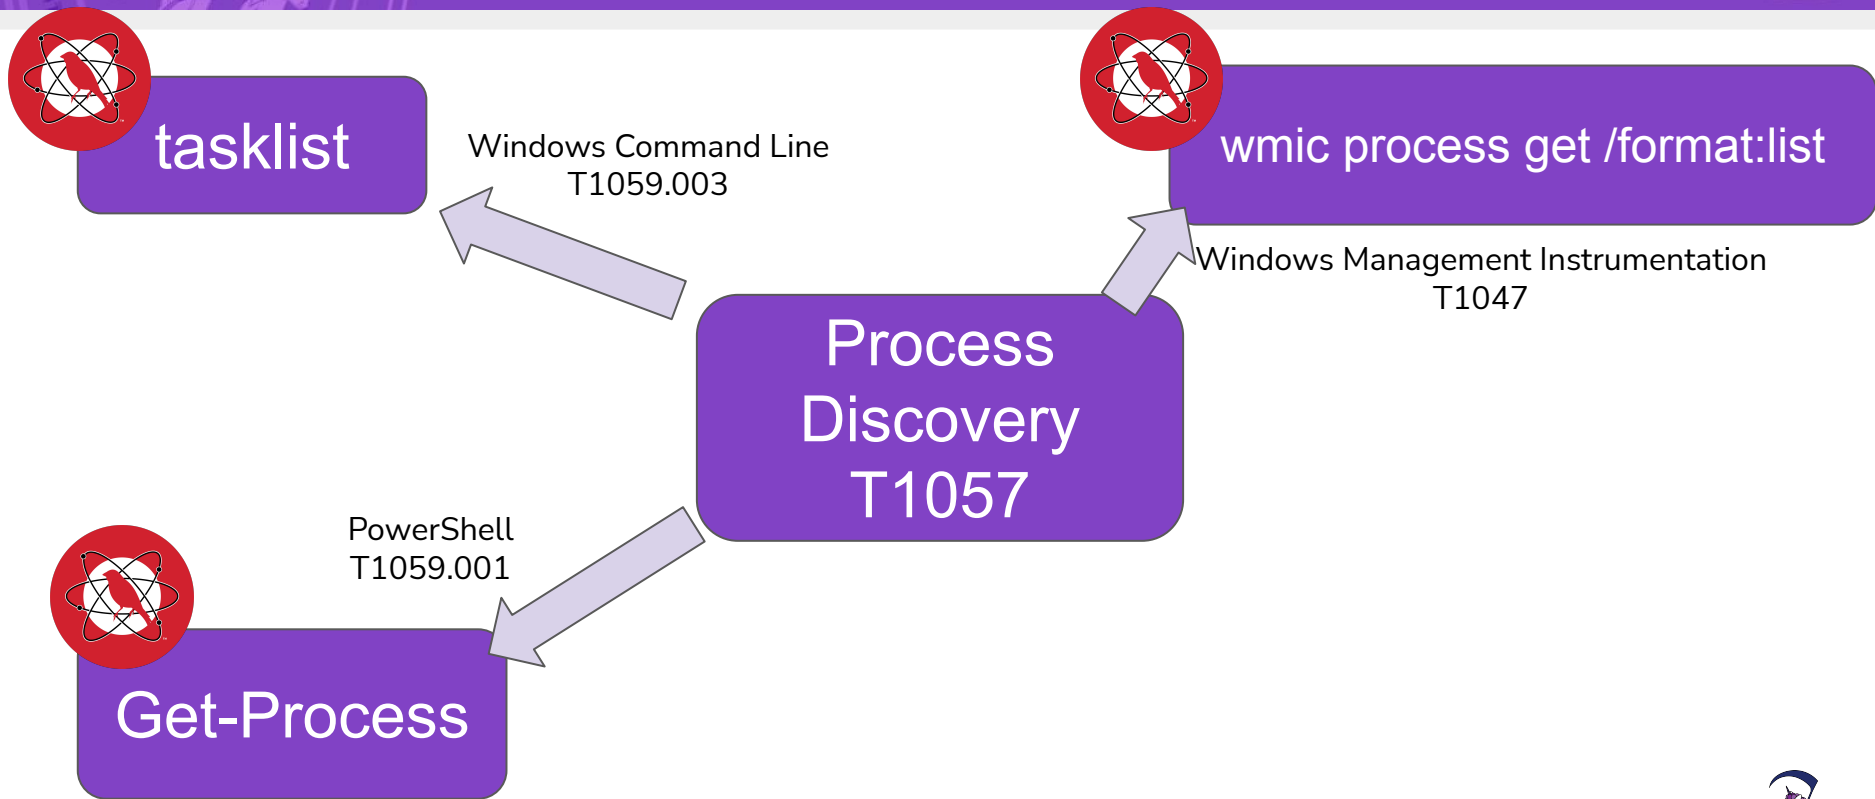 tasklist
Windows Command Line
T1059.003
wmic process get /format:list
Windows Management Instrumentation
T1047
Process
Discovery
T1057
PowerShell
T1059.001
Get-Process